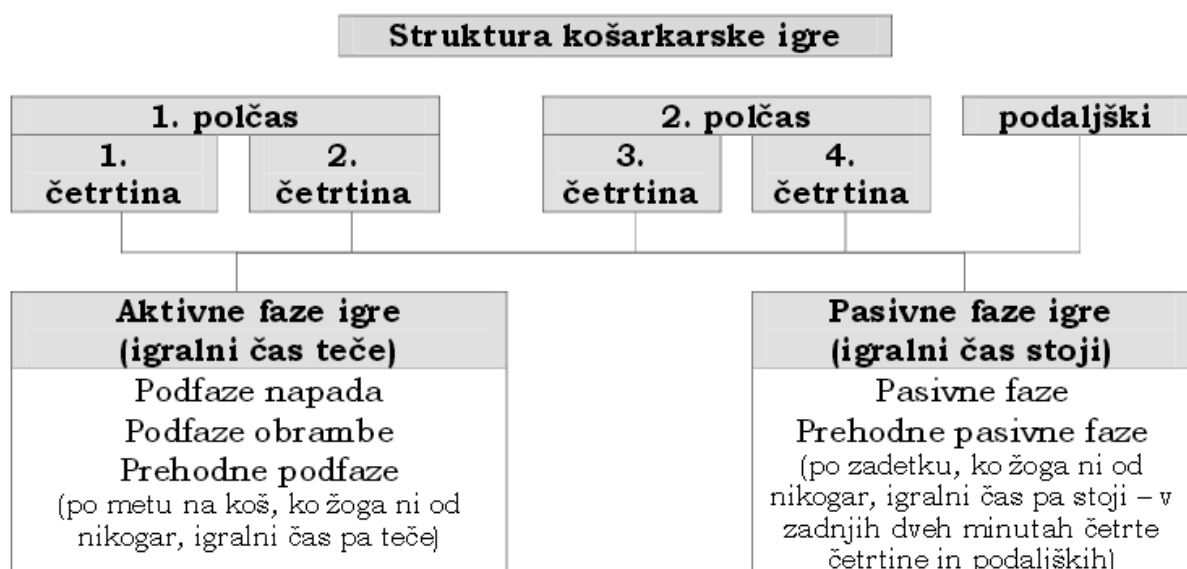 Struktura košarkarske igre
1. polčas
2. polčas
podaljški
1.
četrtina
2.
četrtina
3.
četrtina
4.
četrtina
Aktivne faze igre
(igralni čas teče)
Podfaze napada
Podfaze obrambe
Prehodne podfaze
(po metu na koš, ko žoga ni od
nikogar, igralni čas pa teče)
Pasivne faze igre
(igralni čas stoji)
Pasivne faze
Prehodne pasivne faze
(po zadetku, ko žoga ni od
nikogar, igralni čas pa stoji – v
zadnjih dveh minutah četrte
četrtine in podaljških)